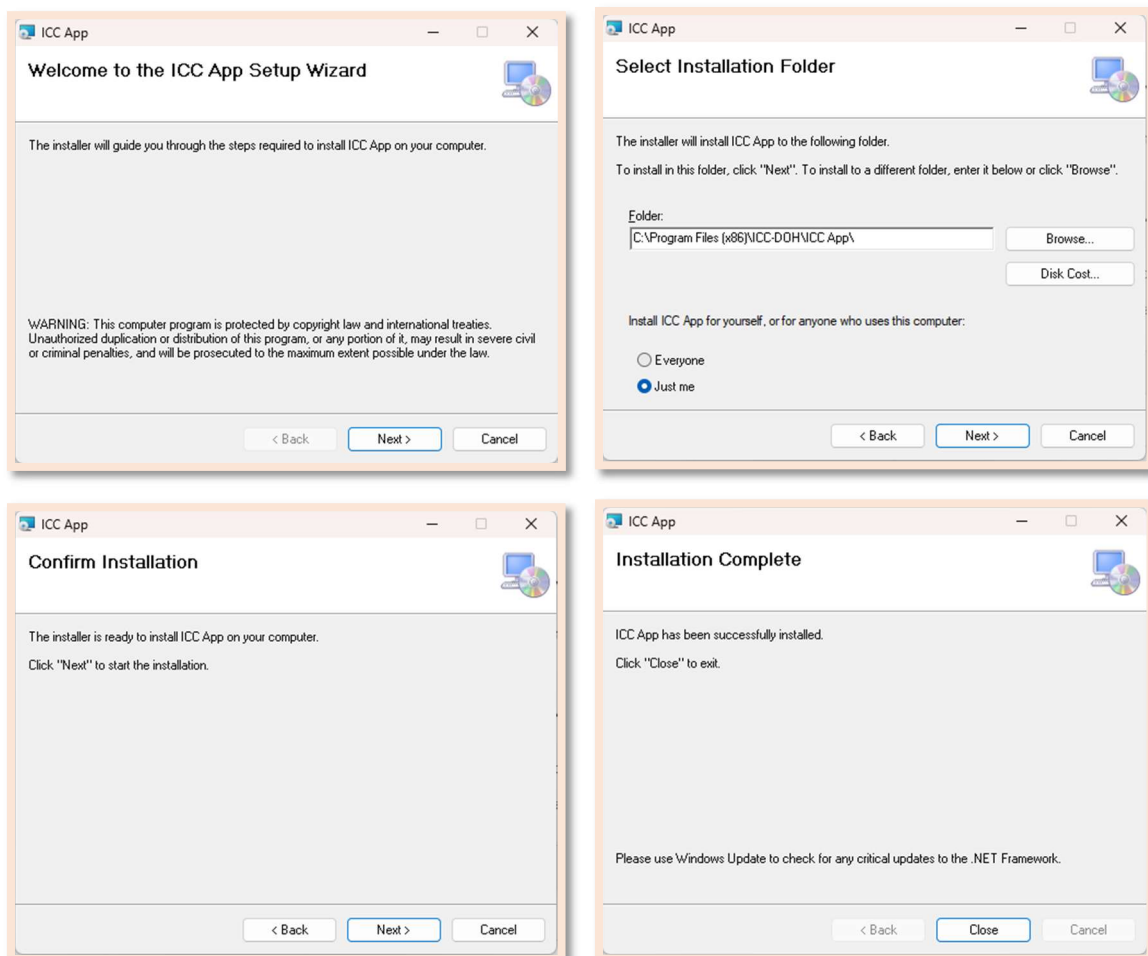 ICC App
Welcome to the ICC App Setup Wizard
The installer will guide you through the steps required to install ICC App on your computer.
WARNING: This computer program is protected by copyright law and international treaties.
Unauthorized duplication or distribution of this program, or any portion of it, may result in severe civil
or criminal penalties, and will be prosecuted to the maximum extent possible under the law.
< Back
Next >
Cancel
ICC App
Select Installation Folder
The installer will install ICC App to the following folder.
To install in this folder, click "Next". To install to a different folder, enter it below or click "Browse".
Folder:
C:\Program Files (x86)\ICC-DOH\ICC App\
Browse...
Disk Cost...
Install ICC App for yourself, or for anyone who uses this computer:
Everyone
Just me
< Back
Next >
Cancel
ICC App
Confirm Installation
The installer is ready to install ICC App on your computer.
Click "Next" to start the installation.
< Back
Next >
Cancel
ICC App
Installation Complete
ICC App has been successfully installed.
Click "Close" to exit.
Please use Windows Update to check for any critical updates to the .NET Framework.
< Back
Close
Cancel